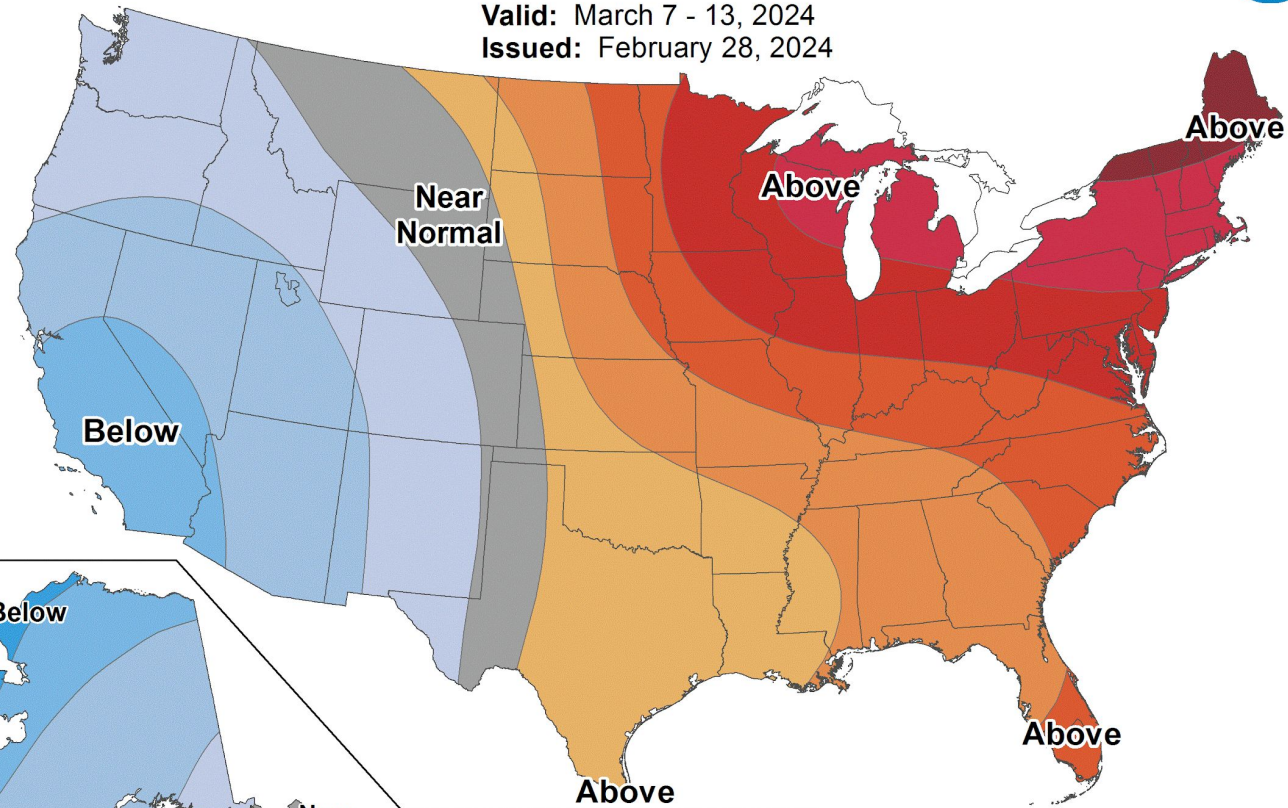 Valid: March 7 - 13, 2024
Issued: February 28, 2024
Above
Above
Near
Normal
Below
Below
Above
Above